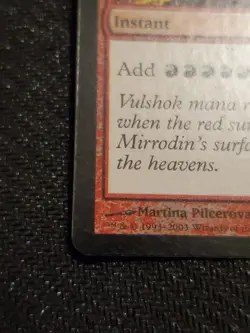 Instant
Add
Vulshok mana r
when the red su
Mirrodin's surfa
the heavens.
Martina Pilcerova
& © 1993-2003 Wizards of